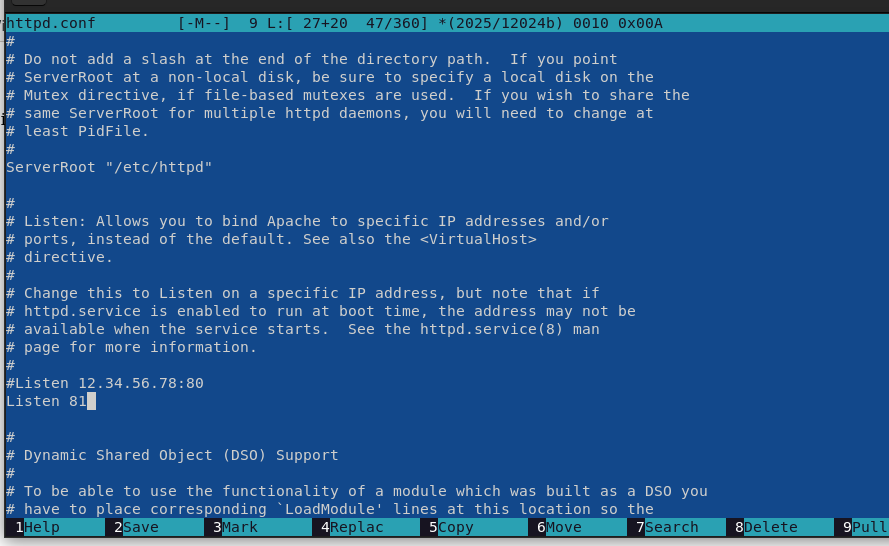 httpd.conf [-M--] 9 L:[ 27+20 47/360] *(2025/12024b) 0010 0x00A
#
# Do not add a slash at the end of the directory path. If you point
# ServerRoot at a non-local disk, be sure to specify a local disk on the
# Mutex directive, if file-based mutexes are used. If you wish to share the
# same ServerRoot for multiple httpd daemons, you will need to change at
# least PidFile.
#
ServerRoot "/etc/httpd"
#
# Listen: Allows you to bind Apache to specific IP addresses and/or
# ports, instead of the default. See also the <VirtualHost>
# directive.
#
# Change this to Listen on a specific IP address, but note that if
# httpd.service is enabled to run at boot time, the address may not be
# available when the service starts. See the httpd.service(8) man
# page for more information.
#
#Listen 12.34.56.78:80
Listen 81
#
# Dynamic Shared Object (DSO) Support
#
# To be able to use the functionality of a module which was built as a DSO you
# have to place corresponding `LoadModule' lines at this location so the
1Help 2Save 3Mark 4Replac 5Copy 6Move 7Search 8Delete 9Pull